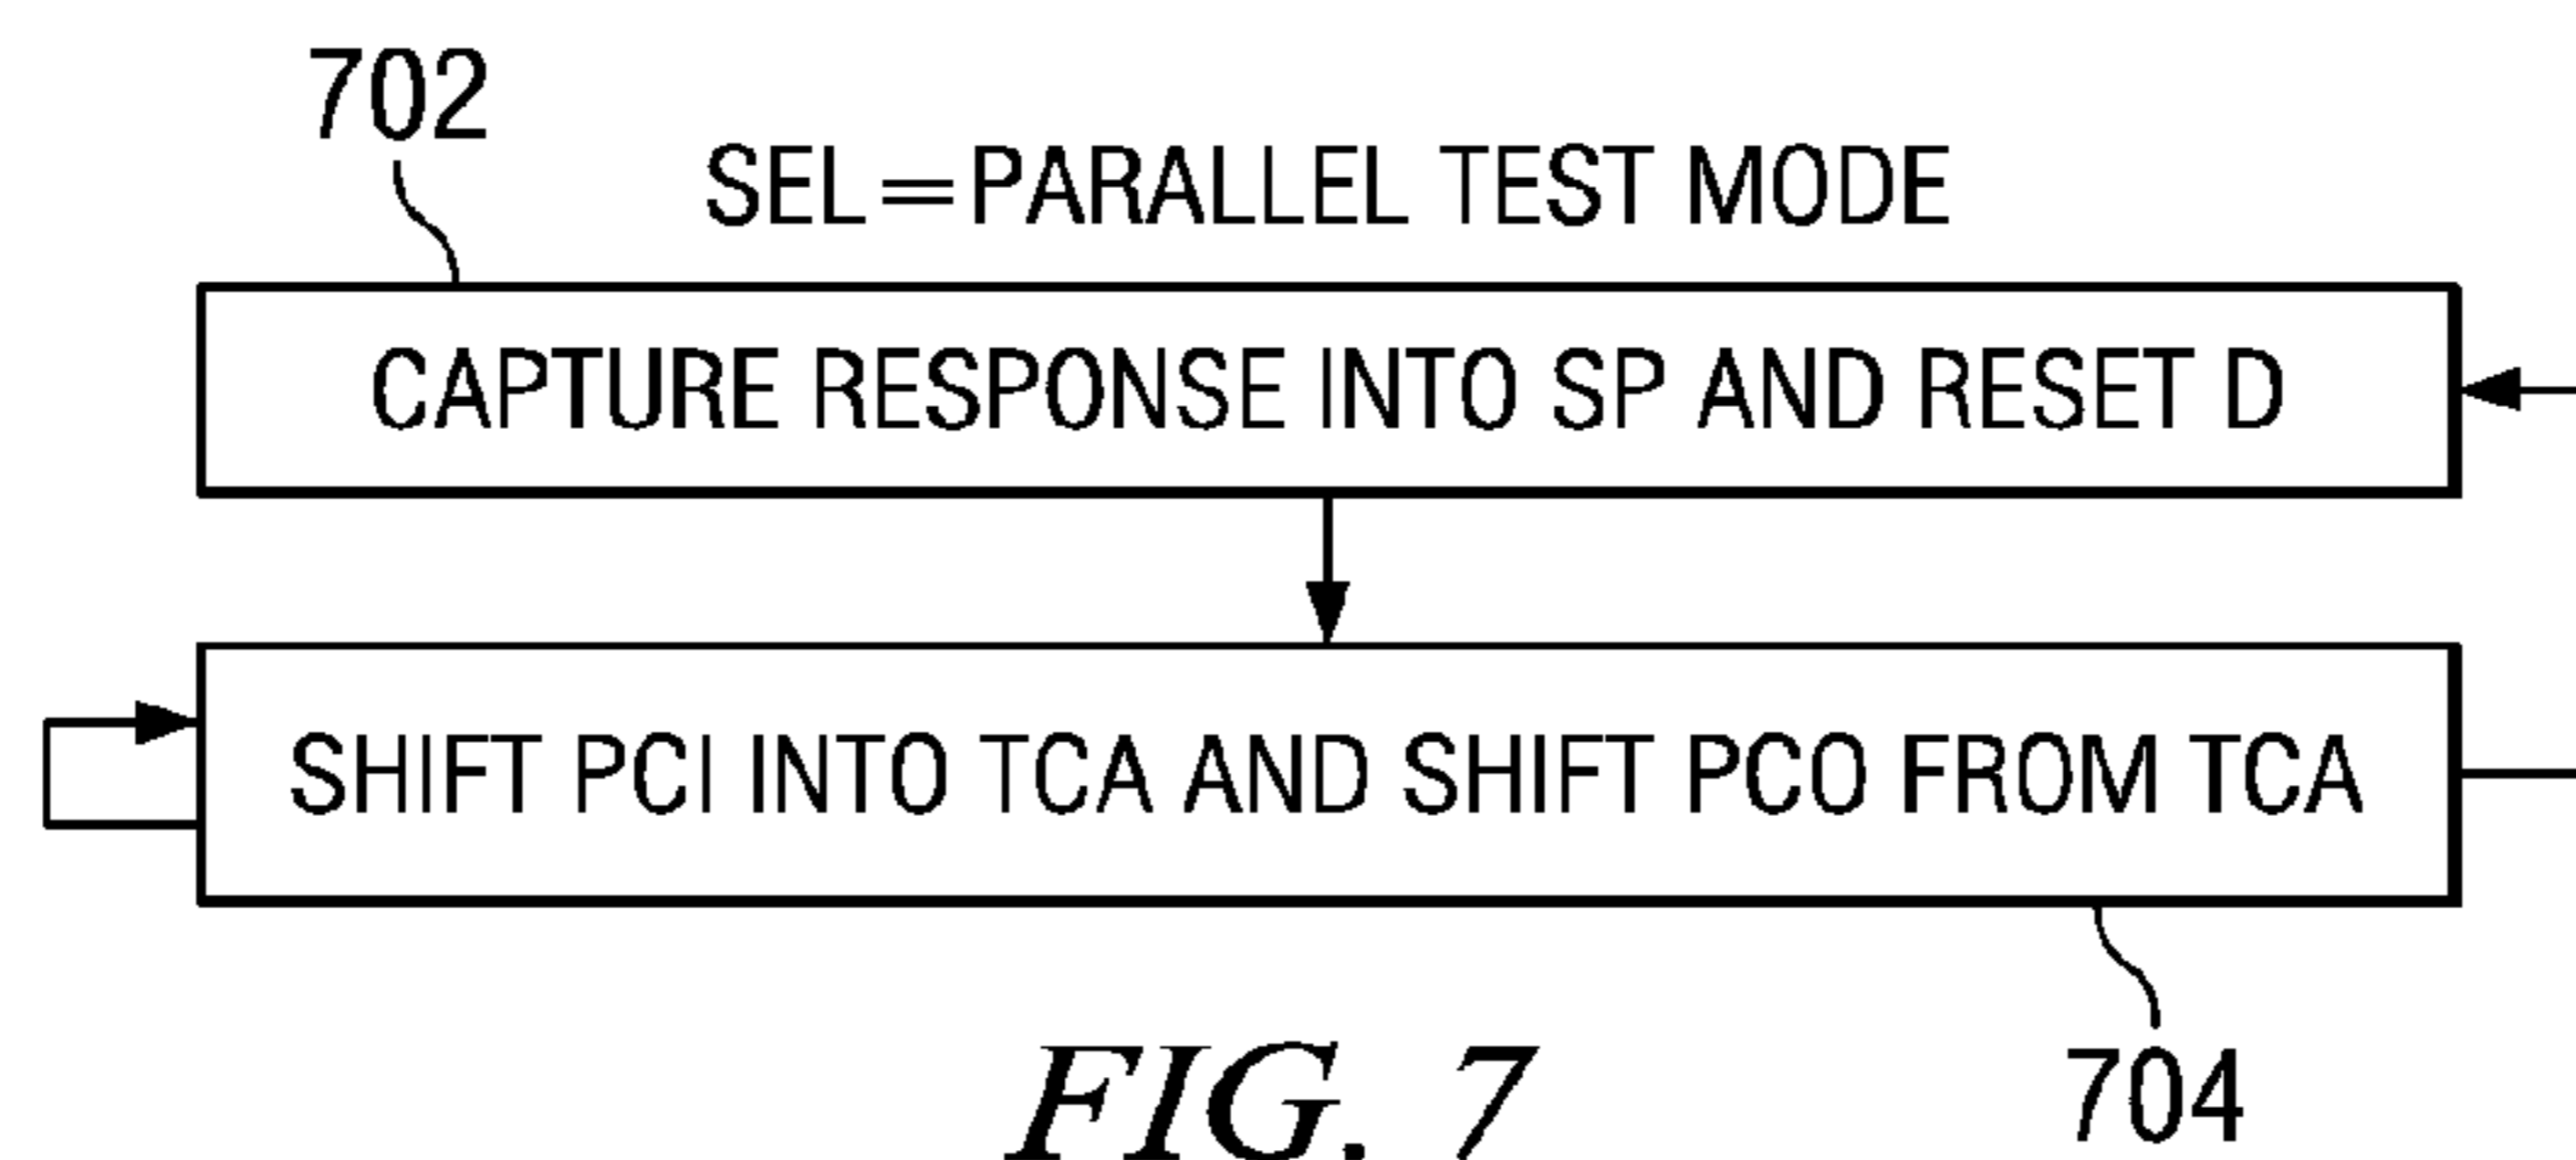 702
SEL=PARALLEL TEST MODE
CAPTURE RESPONSE INTO SP AND RESET D
SHIFT PCI INTO TCA AND SHIFT PCO FROM TCA
704
FIG. 7